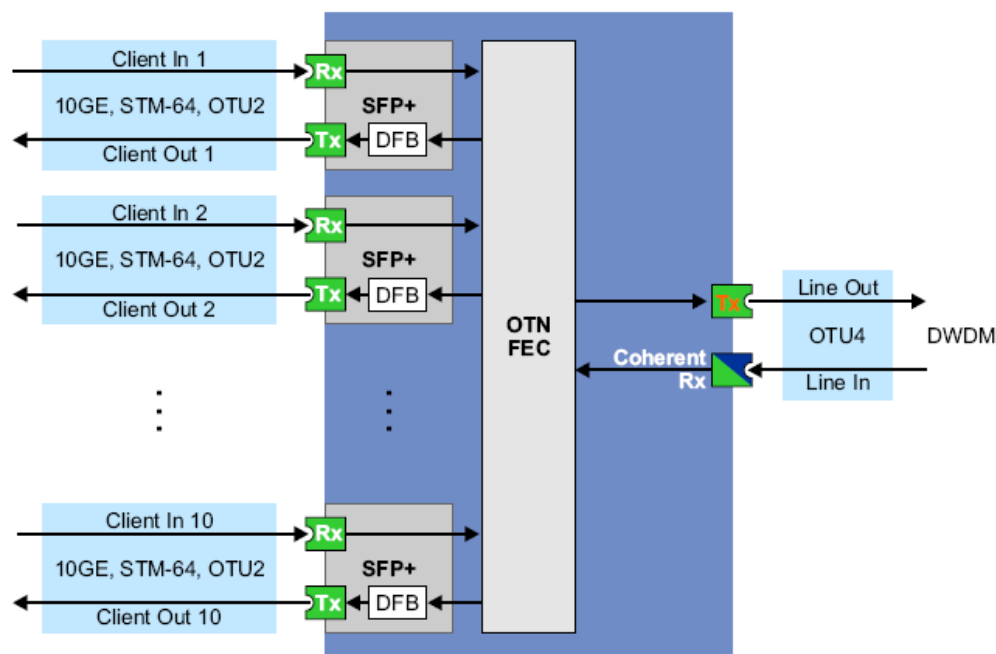 Client In 1
Rx
10GE, STM-64, OTU2
SFP+
Tx
DFB
Client Out 1
Client In 2
Rx
10GE, STM-64, OTU2
SFP+
Tx
DFB
Client Out 2
OTN
FEC
Tx
Line Out
OTU4
DWDM
Coherent
Rx
Line In
Client In 10
Rx
10GE, STM-64, OTU2
SFP+
Tx
DFB
Client Out 10